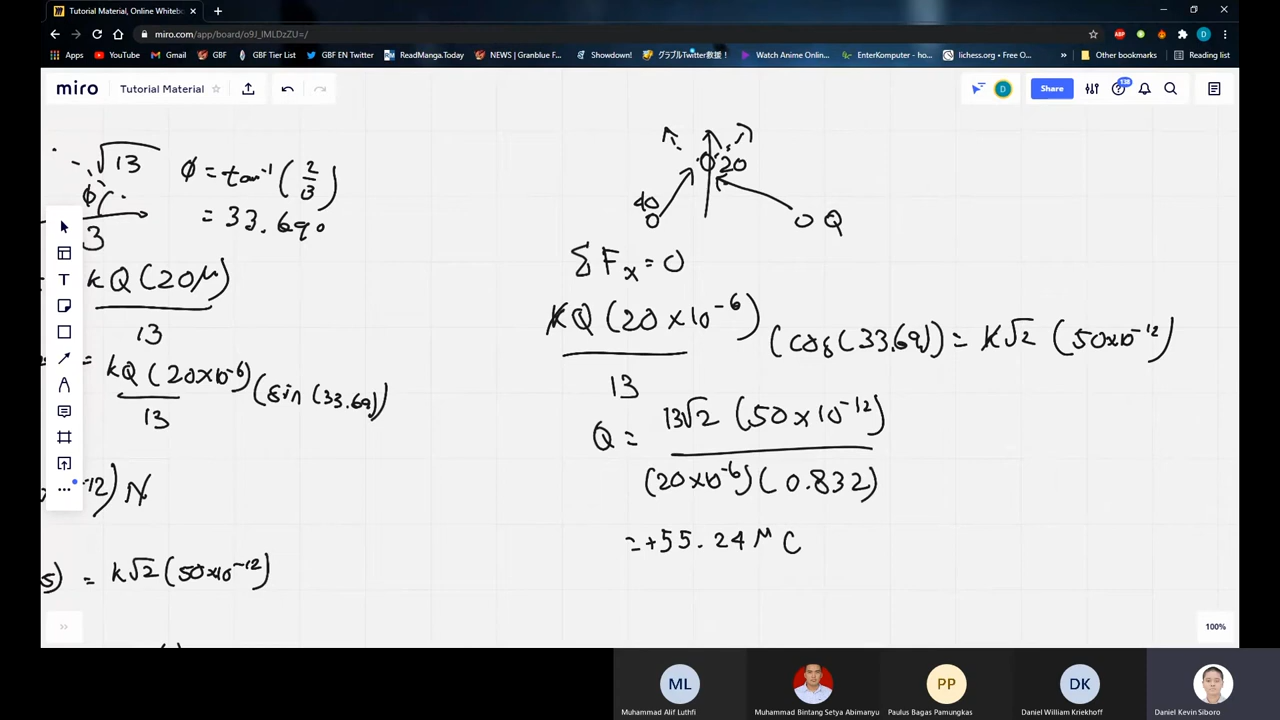 Tutorial Material, Online Whitebo
miro.com/app/board/o9J_lMLDzZU=/
Apps YouTube Gmail GBF GBF Tier List GBF EN Twitter ReadManga.Today NEWS | Granblue F... Showdown! グラブルTwitter救援! Watch Anime Onlin... EnterKomputer - ho... lichess.org • Free O... Other bookmarks Reading list
miro Tutorial Material D Share 138
√13 φ = tan⁻¹ (2/3)
φ = 33.690
3
kQ (20μ)
13
= kQ (20×10⁻⁶) (sin (33.69))
13
⁻¹²) N
5) = k√2 (50×10⁻¹²)
20
40
Q
Σ Fx = 0
KQ (20×10⁻⁶) (cos(33.69)) = K√2 (50×10⁻¹²)
13
Q = 13√2 (50×10⁻¹²)
(20×10⁻⁶)(0.832)
= +55.24 μ C
100%
ML PP DK
Muhammad Alif Luthfi Muhammad Bintang Setya Abimanyu Paulus Bagas Pamungkas Daniel William Kriekhoff Daniel Kevin Siboro